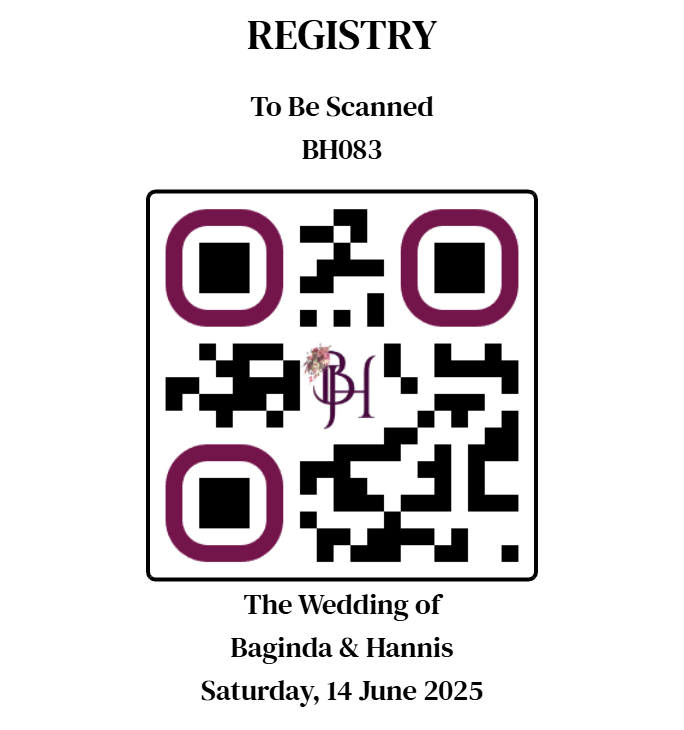 REGISTRY
To Be Scanned
BH083
BH
The Wedding of
Baginda & Hannis
Saturday, 14 June 2025